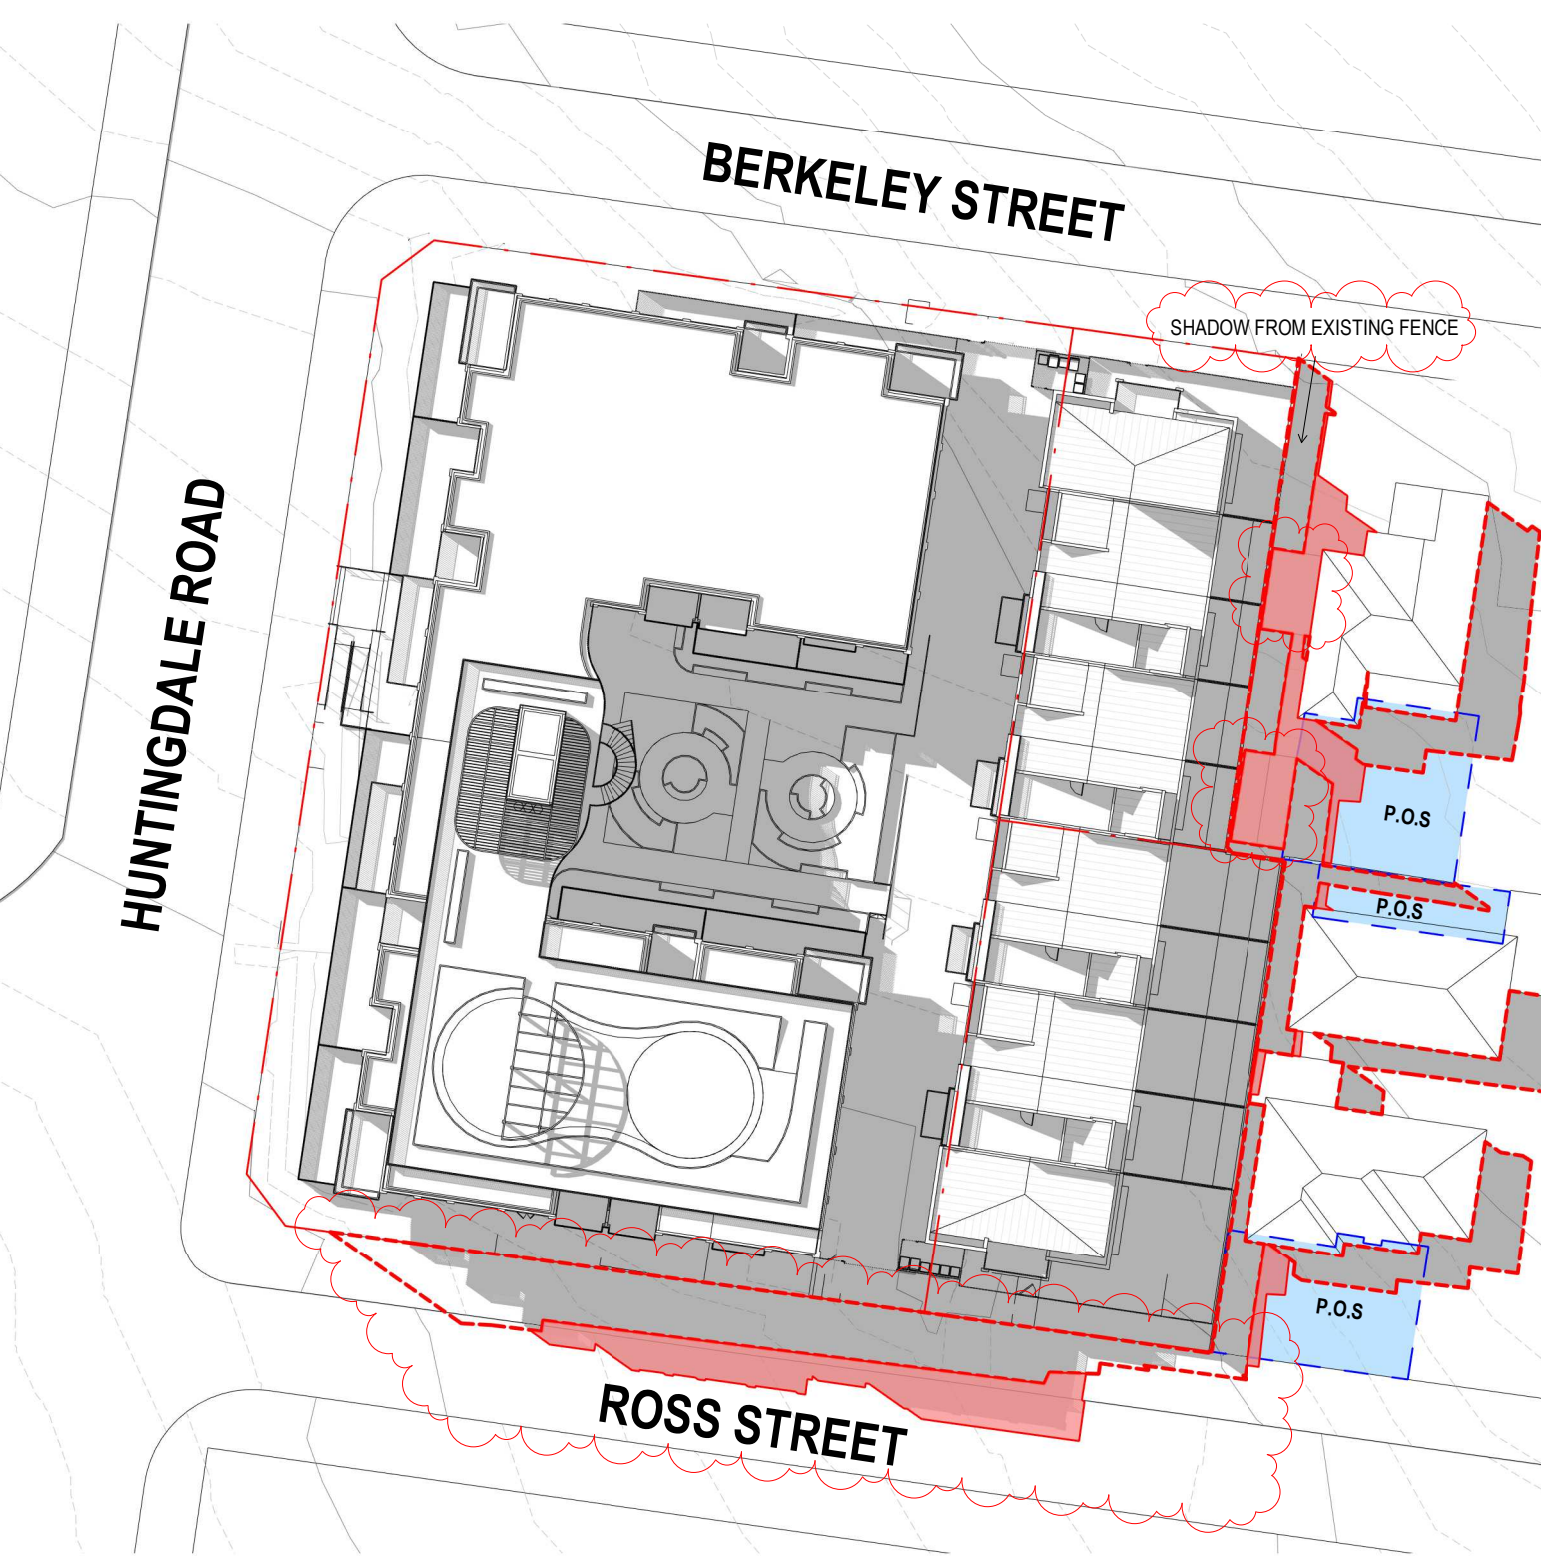 BERKELEY STREET
SHADOW FROM EXISTING FENCE
HUNTINGDALE ROAD
P.O.S
P.O.S
P.O.S
ROSS STREET